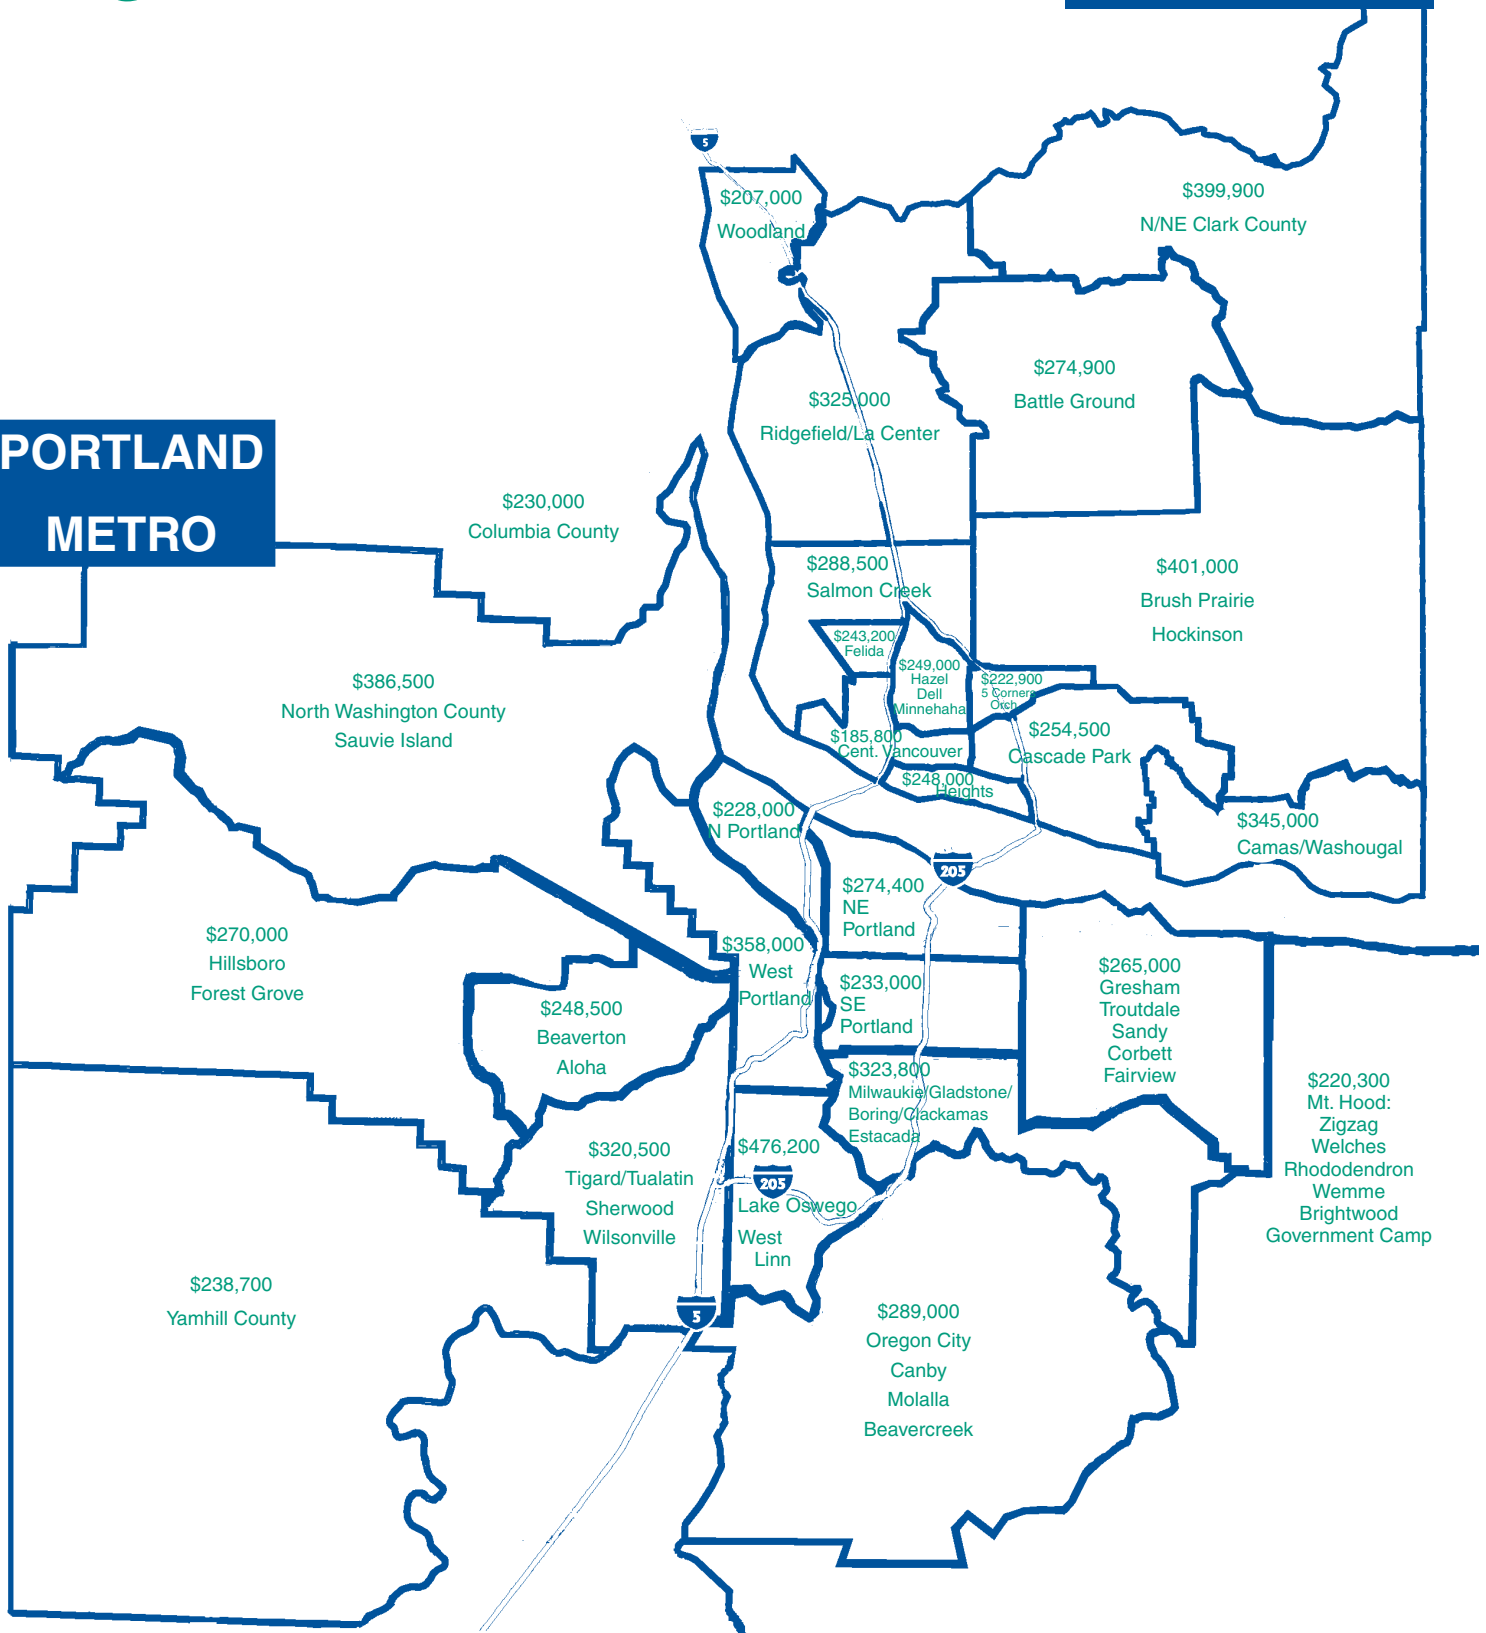 5
$207,000
Woodland
$399,900
N/NE Clark County
$274,900
Battle Ground
$325,000
Ridgefield/La Center
PORTLAND
METRO
$230,000
Columbia County
$288,500
Salmon Creek
$401,000
Brush Prairie
Hockinson
$243,200
Felida
$249,000
Hazel
Dell
Minnehaha
$222,900
5 Corners
Orch
$386,500
North Washington County
Sauvie Island
$185,800
Cent. Vancouver
$254,500
Cascade Park
$248,000
Heights
$228,000
N Portland
$345,000
Camas/Washougal
205
$274,400
NE
Portland
$270,000
Hillsboro
Forest Grove
$358,000
West
Portland
$233,000
SE
Portland
$265,000
Gresham
Troutdale
Sandy
Corbett
Fairview
$248,500
Beaverton
Aloha
$323,800
Milwaukie/Gladstone/
Boring/Clackamas
Estacada
$220,300
Mt. Hood:
Zigzag
Welches
Rhododendron
Wemme
Brightwood
Government Camp
$320,500
Tigard/Tualatin
Sherwood
Wilsonville
$476,200
205
Lake Oswego
West
Linn
$238,700
Yamhill County
5
$289,000
Oregon City
Canby
Molalla
Beavercreek